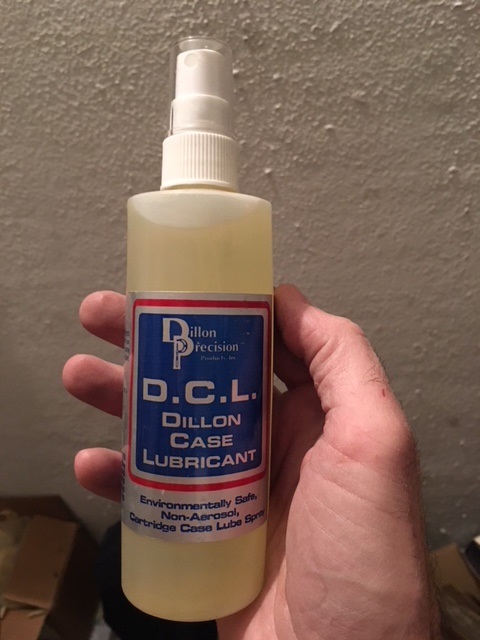 Dillon
Precision
Products, Inc.
D.C.L.
DILLON
CASE
LUBRICANT
Environmentally Safe,
Non-Aerosol,
Cartridge Case Lube Spray